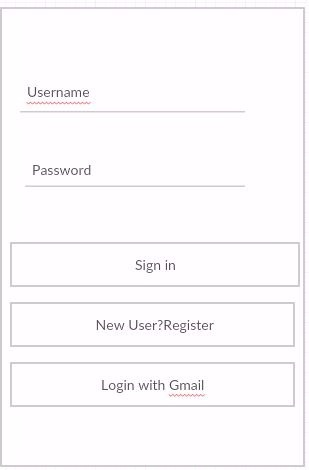 Username
Password
Sign in
New User?Register
Login with Gmail